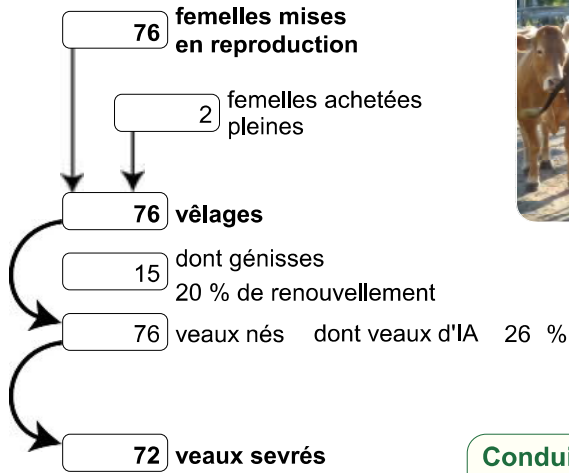 76 femelles mises
en reproduction
2 femelles achetées
pleines
76 vêlages
15 dont génisses
20 % de renouvellement
76 veaux nés dont veaux d'IA 26 %
72 veaux sevrés